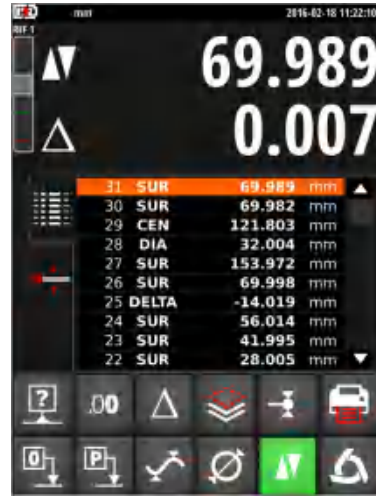 mm 2016-02-18 11:22:10
RIF 1
69.989
Δ 0.007
31 SUR 69.989 mm
30 SUR 69.982 mm
29 CEN 121.803 mm
28 DIA 32.004 mm
27 SUR 153.972 mm
26 SUR 69.998 mm
25 DELTA -14.019 mm
24 SUR 56.014 mm
23 SUR 41.995 mm
22 SUR 28.005 mm
? .00 Δ
0 P Ø